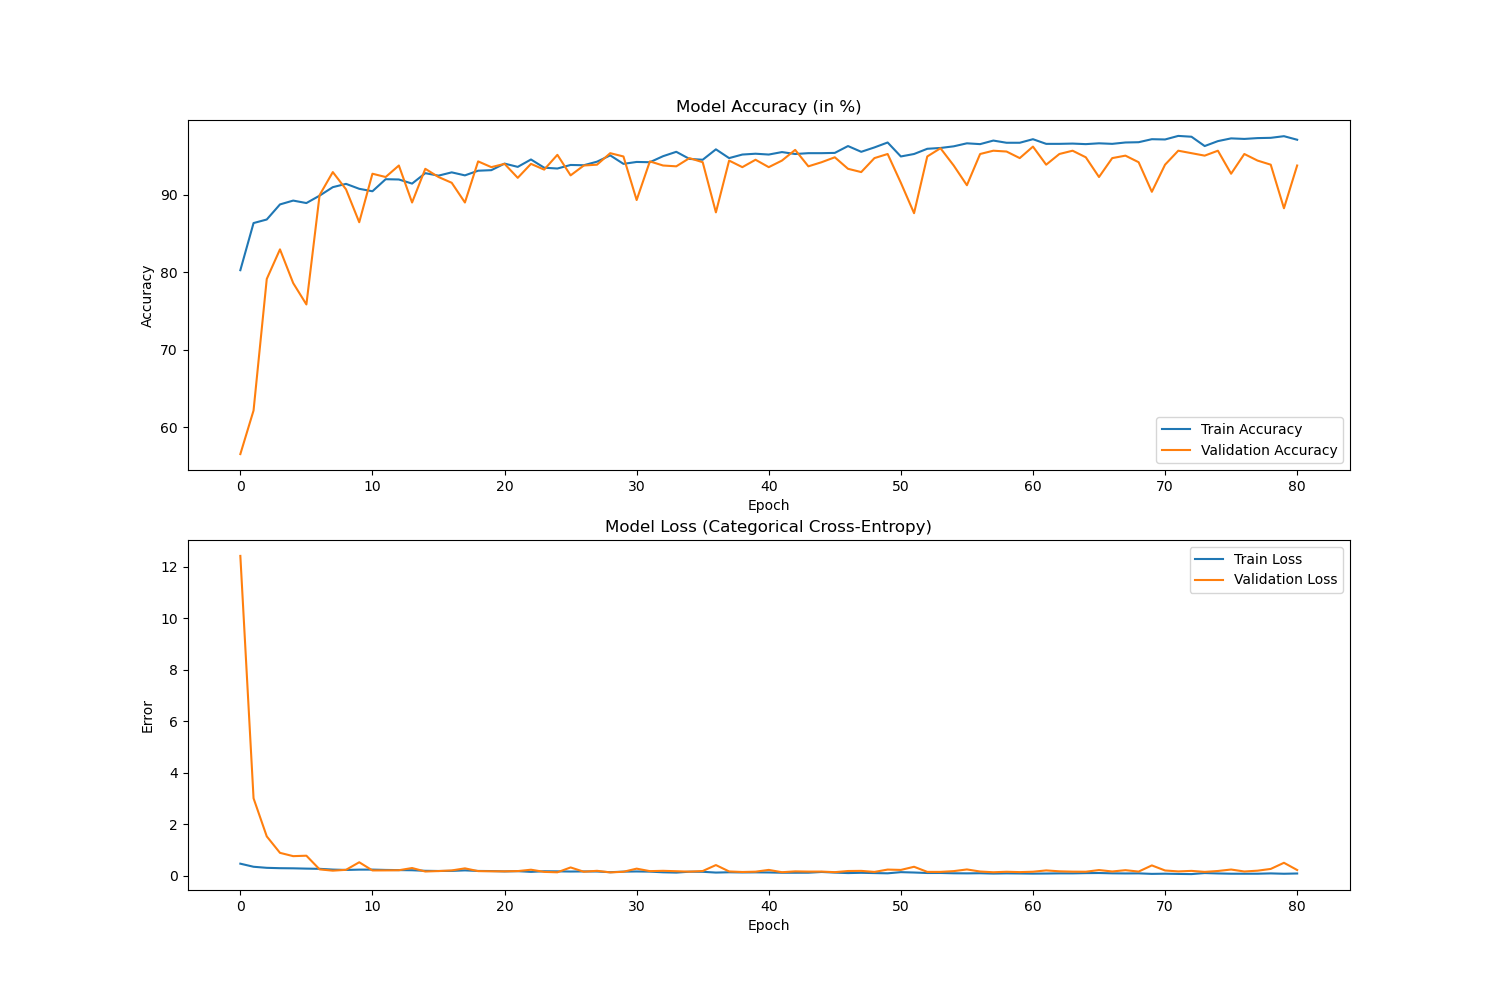 Model Accuracy (in %)
Accuracy
90
80
70
60
Train Accuracy
Validation Accuracy
0 10 20 30 40 50 60 70 80
Epoch
Model Loss (Categorical Cross-Entropy)
Error
12
10
8
6
4
2
0
Train Loss
Validation Loss
0 10 20 30 40 50 60 70 80
Epoch